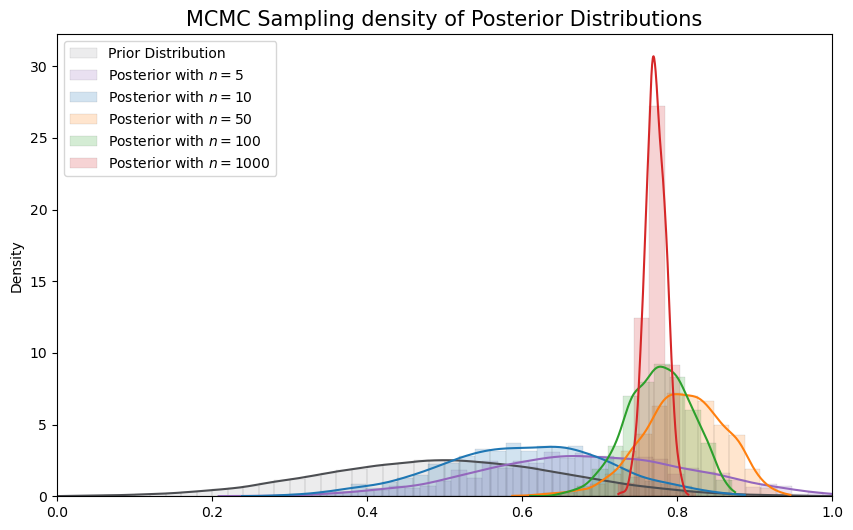 MCMC Sampling density of Posterior Distributions
Prior Distribution
Posterior with n = 5
Posterior with n = 10
Posterior with n = 50
Posterior with n = 100
Posterior with n = 1000
Density
30
25
20
15
10
5
0
0.0 0.2 0.4 0.6 0.8 1.0